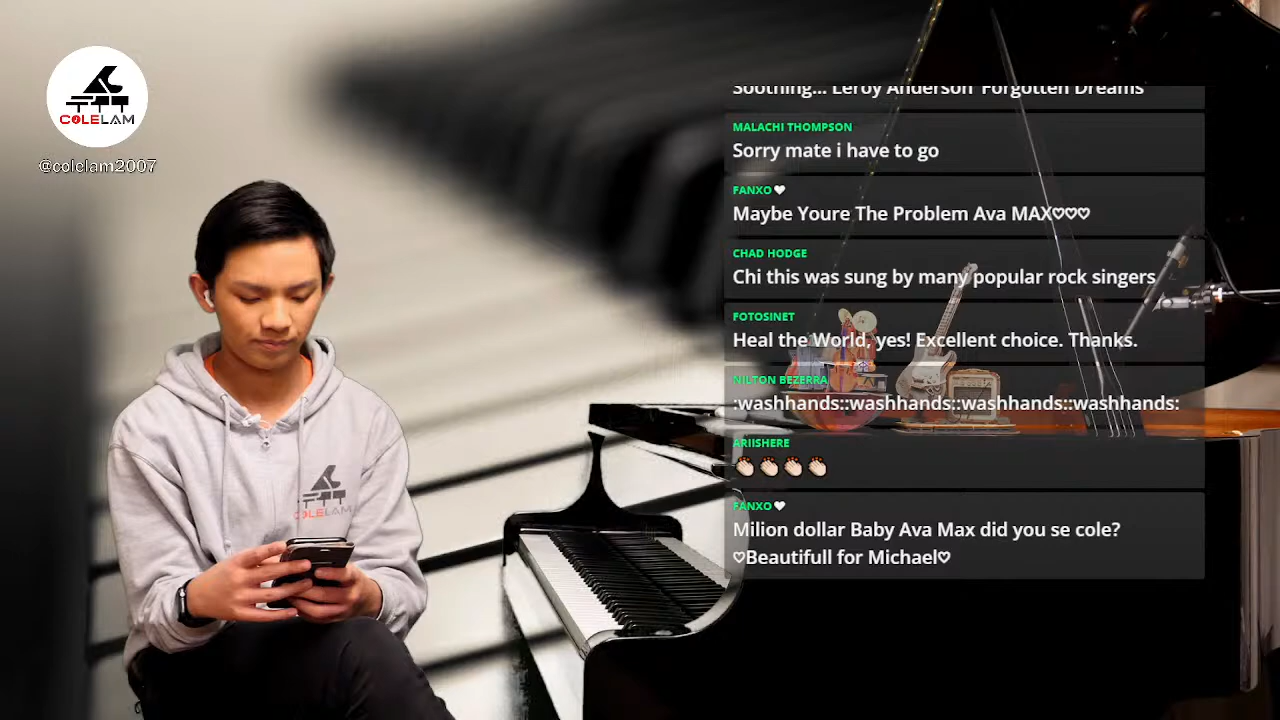 COLELAM
@colelam2007
Soothing... Leroy Anderson 'Forgotten Dreams'
MALACHI THOMPSON
Sorry mate i have to go
FANXO🤍
Maybe Youre The Problem Ava MAX♡♡♡
CHAD HODGE
Chi this was sung by many popular rock singers
FOTOSINET
Heal the World, yes! Excellent choice. Thanks.
NILTON BEZERRA
:washhands::washhands::washhands::washhands:
ARIISHERE
👏🏻👏🏻👏🏻👏🏻
FANXO🤍
Milion dollar Baby Ava Max did you se cole?
♡Beautifull for Michael♡
COLELAM